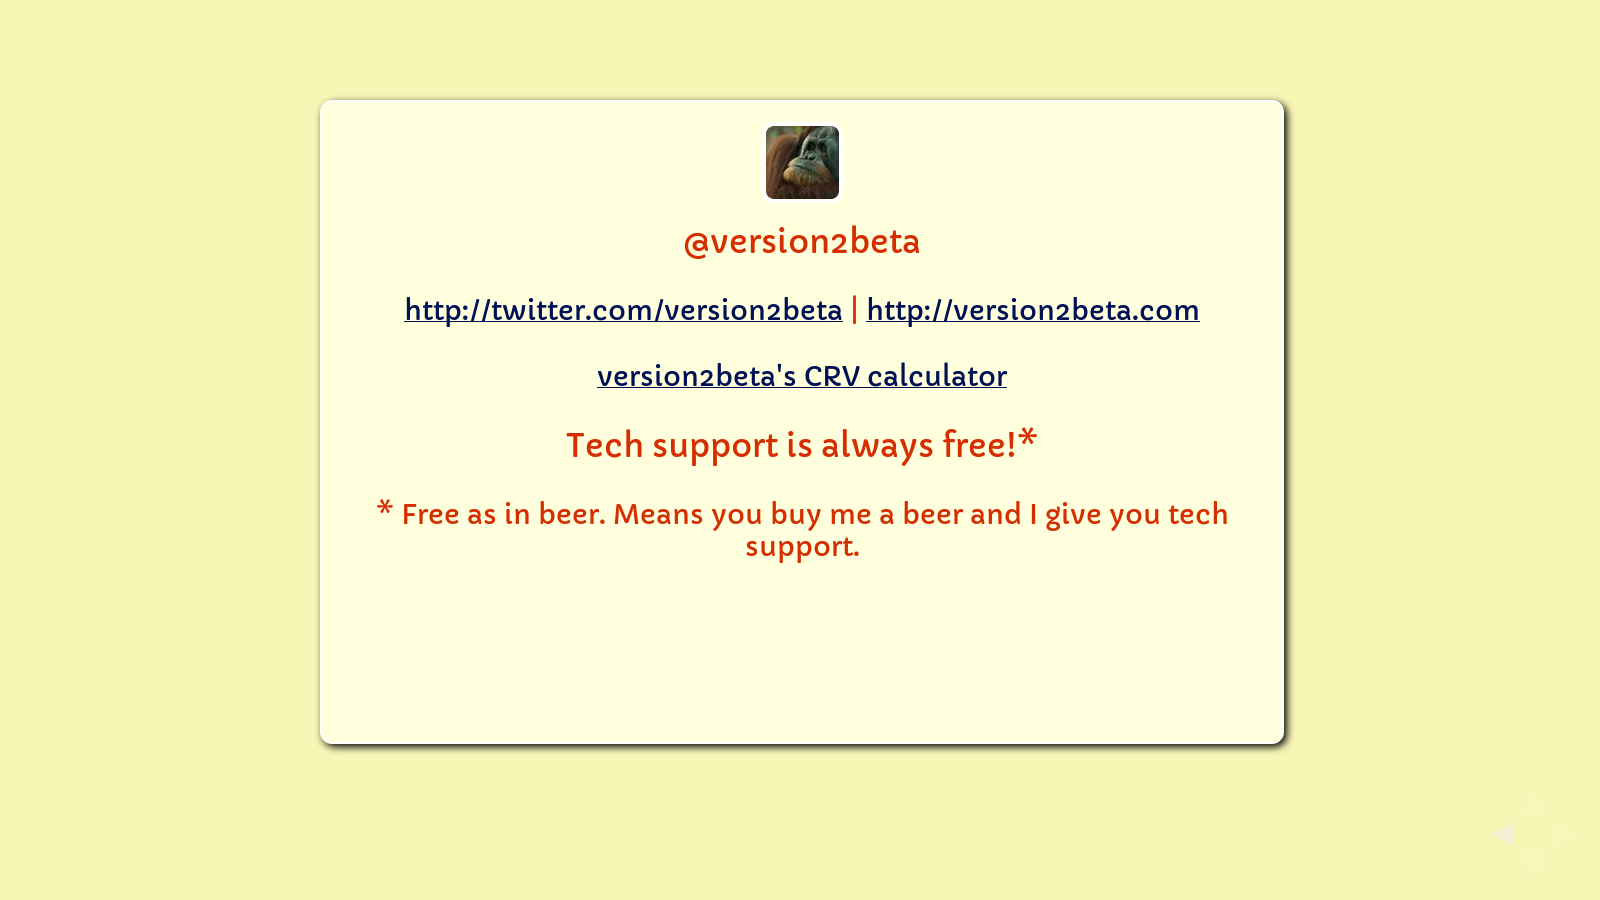 @version2beta
http://twitter.com/version2beta | http://version2beta.com
version2beta's CRV calculator
Tech support is always free!*
* Free as in beer. Means you buy me a beer and I give you tech
support.